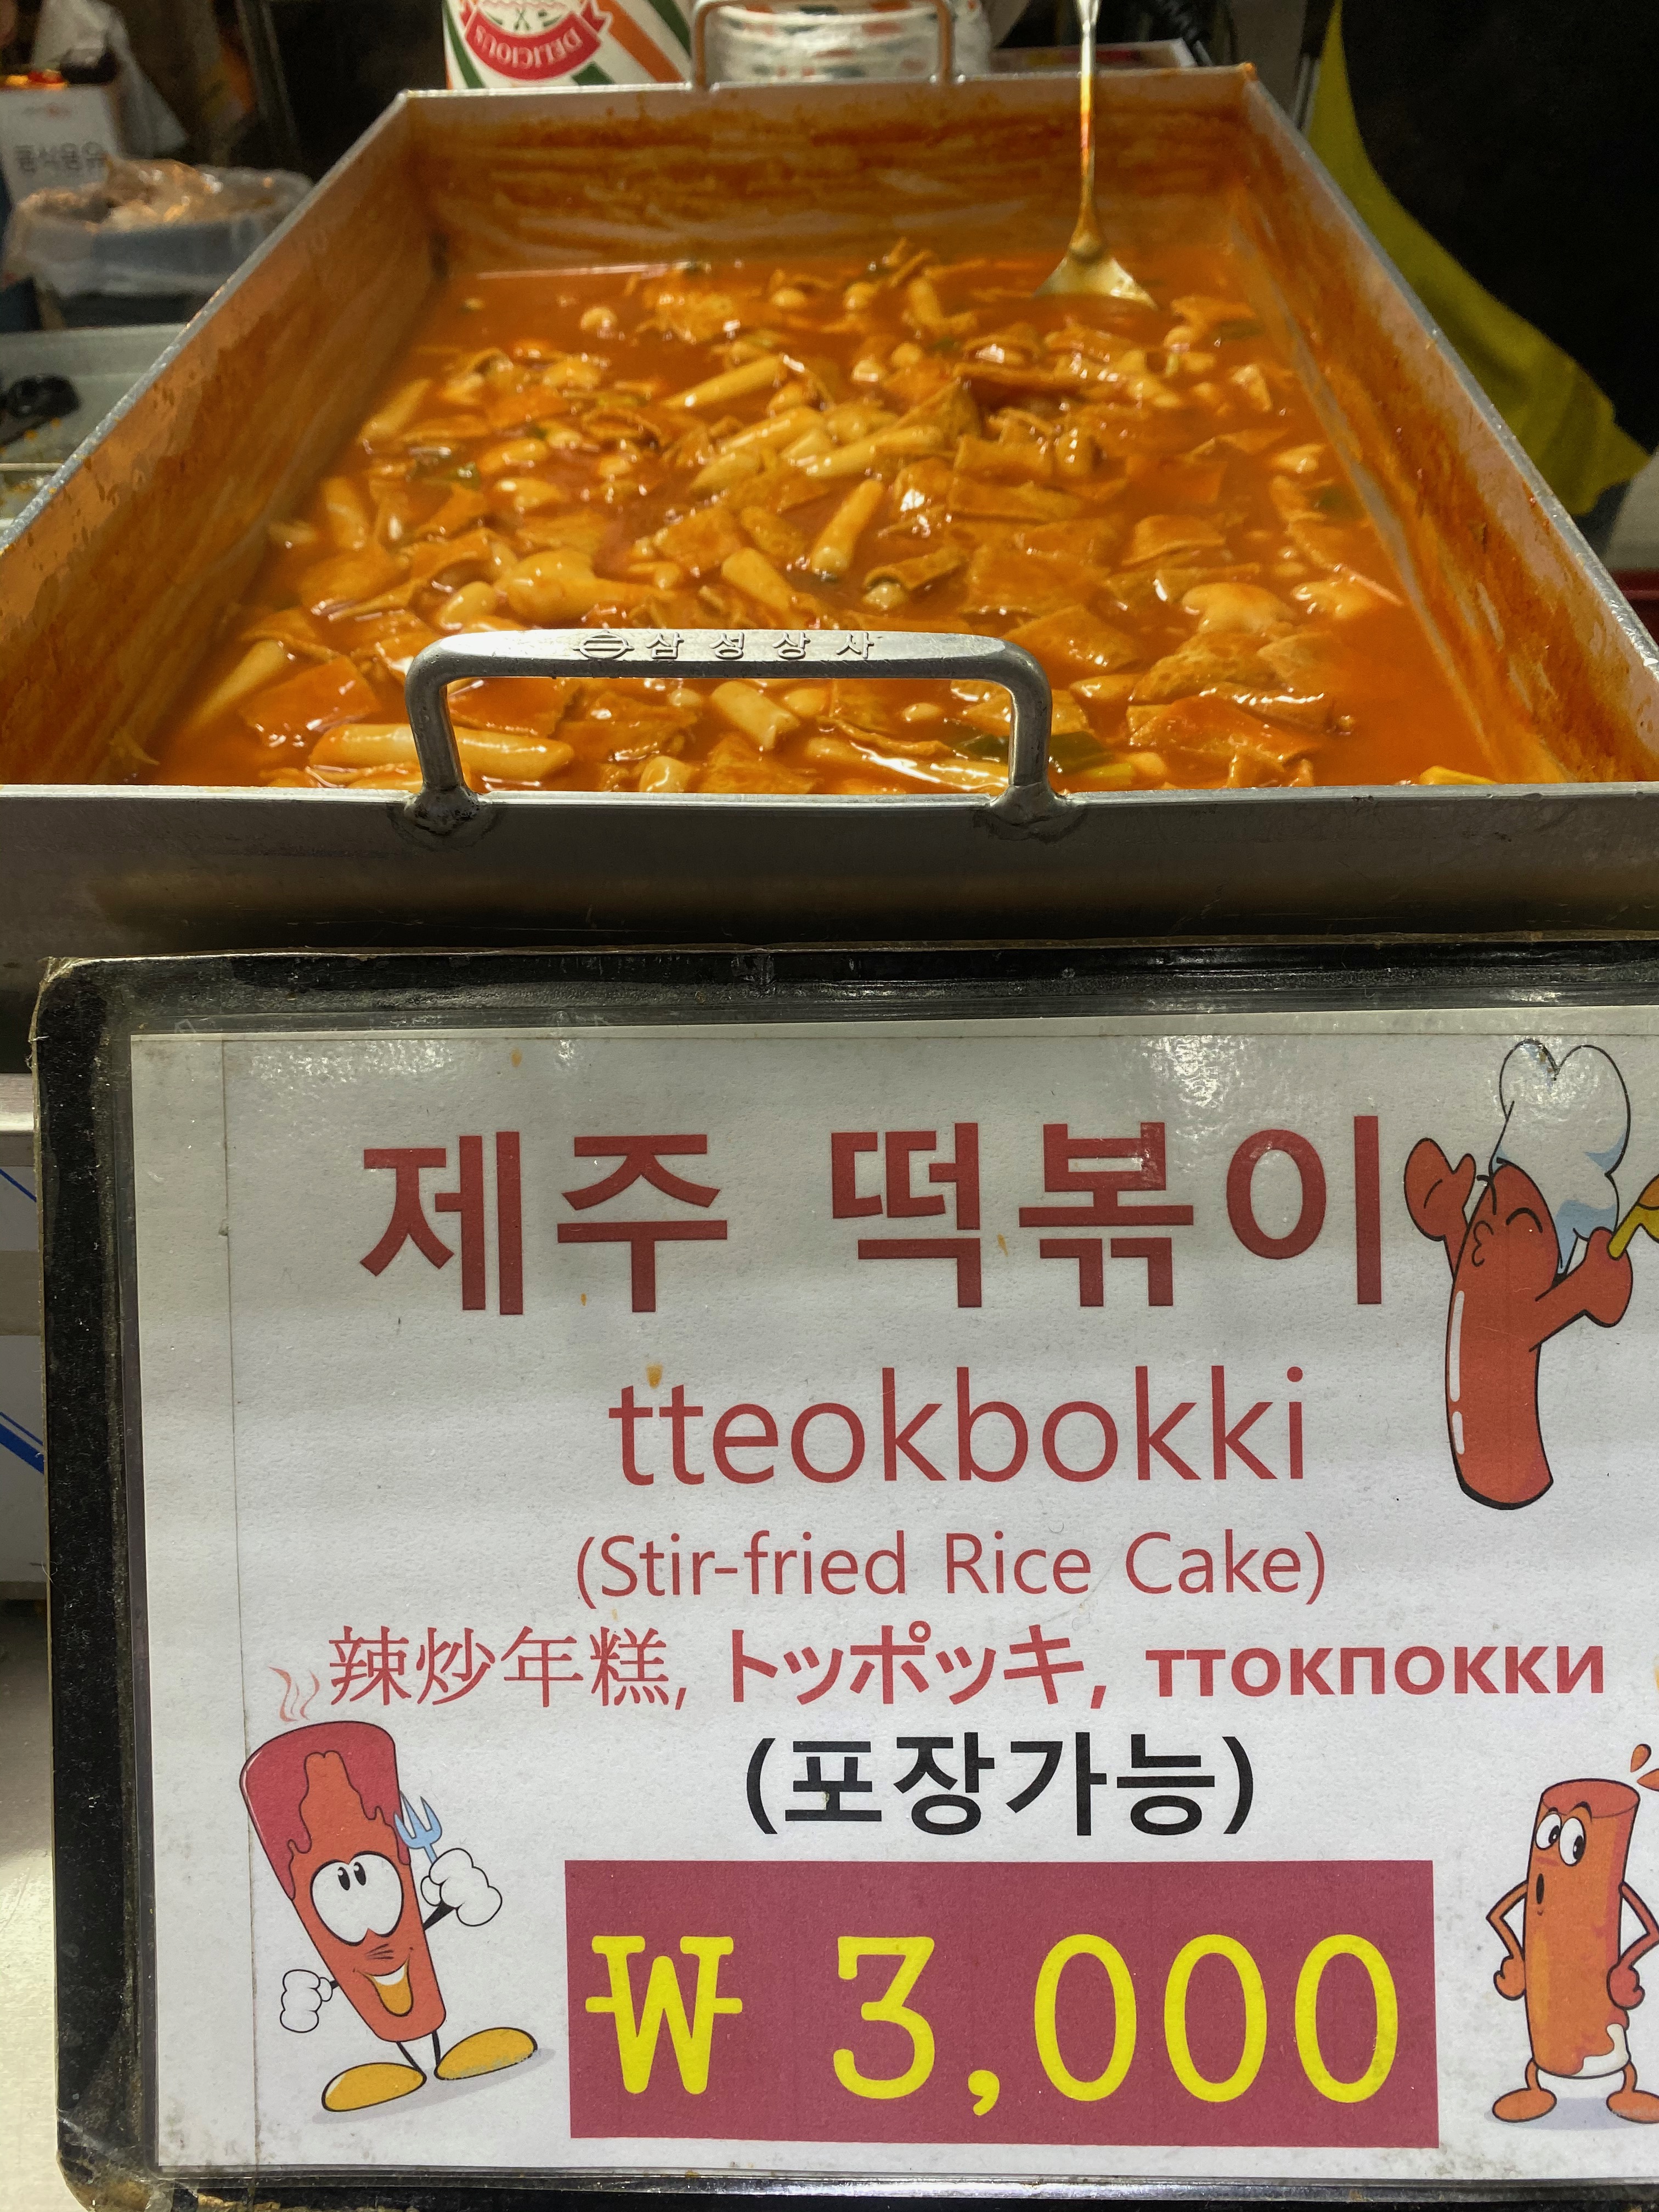 DELICIOUS
삼성상사
제주 떡볶이
tteokbokki
(Stir-fried Rice Cake)
辣炒年糕, トッポッキ, ттокпокки
(포장가능)
₩ 3,000